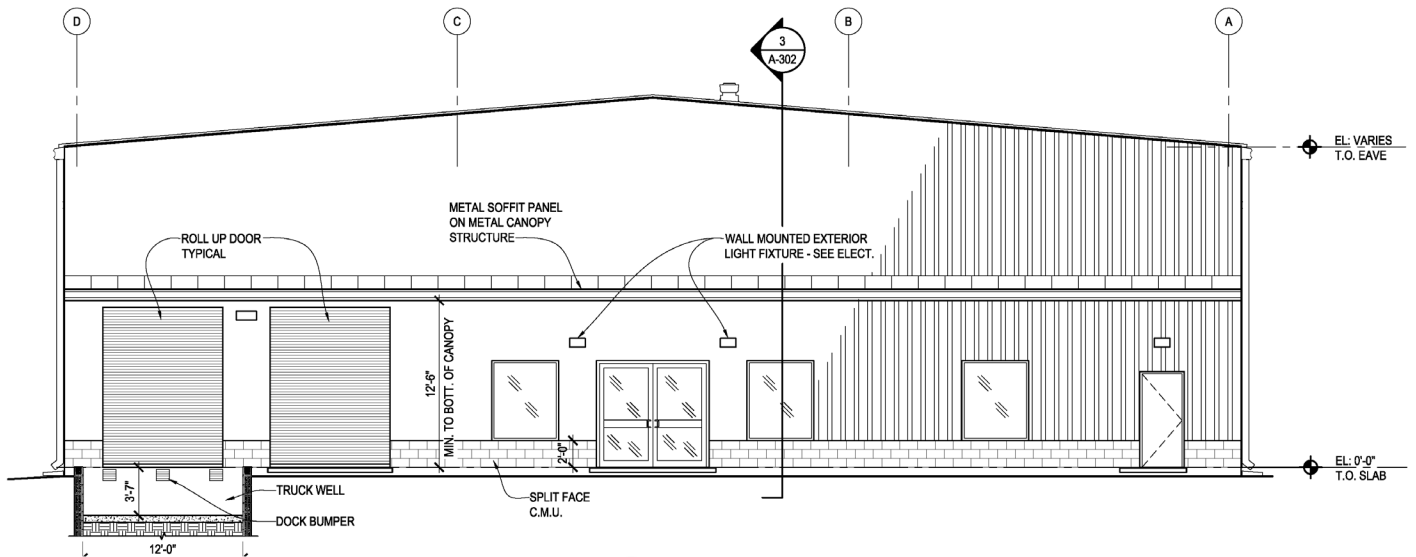 D
C
B
A
3
A-302
EL: VARIES
T.O. EAVE
METAL SOFFIT PANEL
ON METAL CANOPY
STRUCTURE
ROLL UP DOOR
TYPICAL
WALL MOUNTED EXTERIOR
LIGHT FIXTURE - SEE ELECT.
12'-6"
MIN. TO BOTT. OF CANOPY
2'-0"
EL: 0'-0"
T.O. SLAB
3'-7"
TRUCK WELL
DOCK BUMPER
SPLIT FACE
C.M.U.
12'-0"